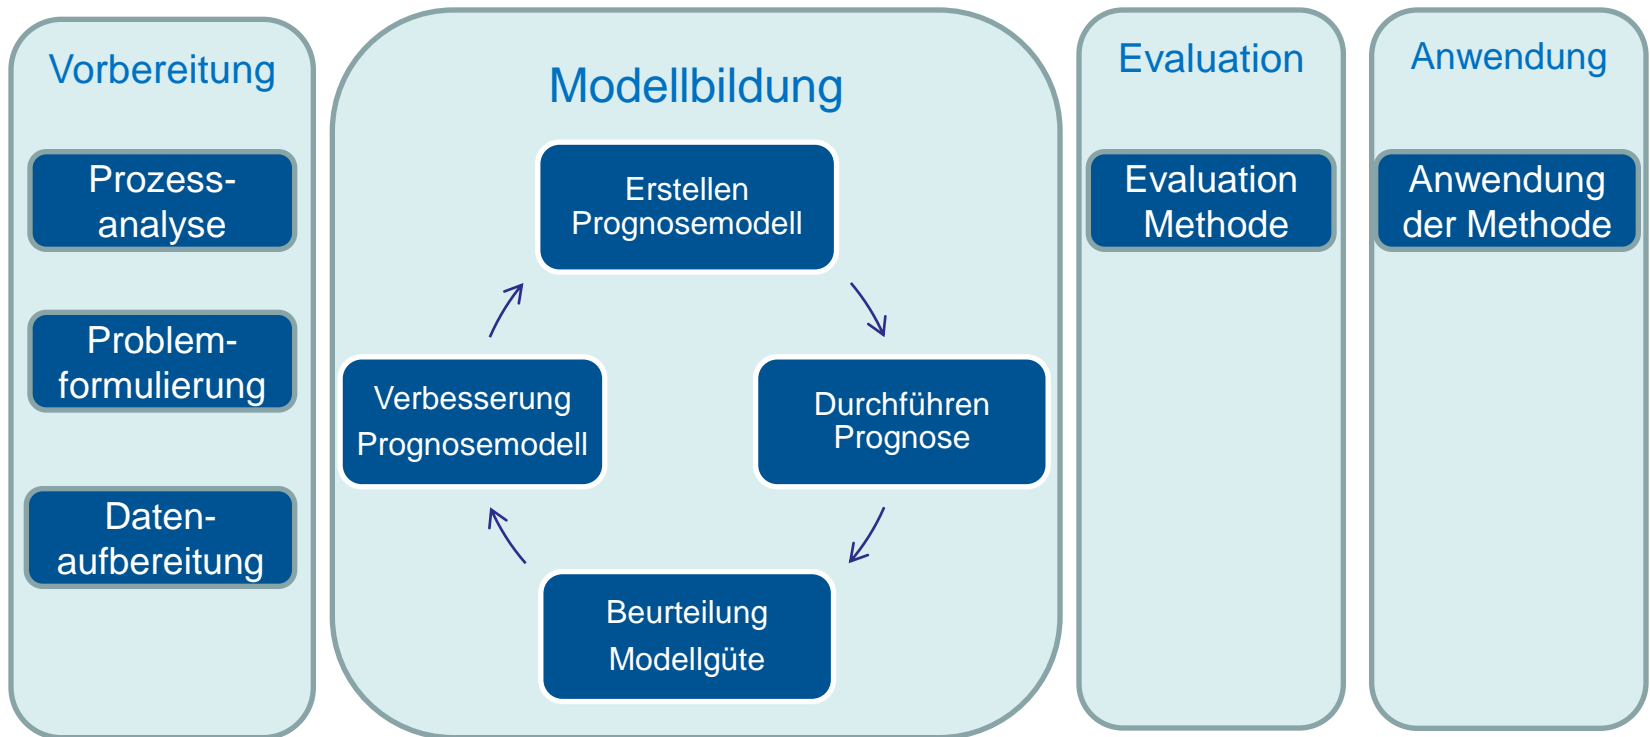 Vorbereitung
Prozess-
analyse
Problem-
formulierung
Daten-
aufbereitung
Modellbildung
Erstellen
Prognosemodell
Durchführen
Prognose
Beurteilung
Modellgüte
Verbesserung
Prognosemodell
Evaluation
Evaluation
Methode
Anwendung
Anwendung
der Methode